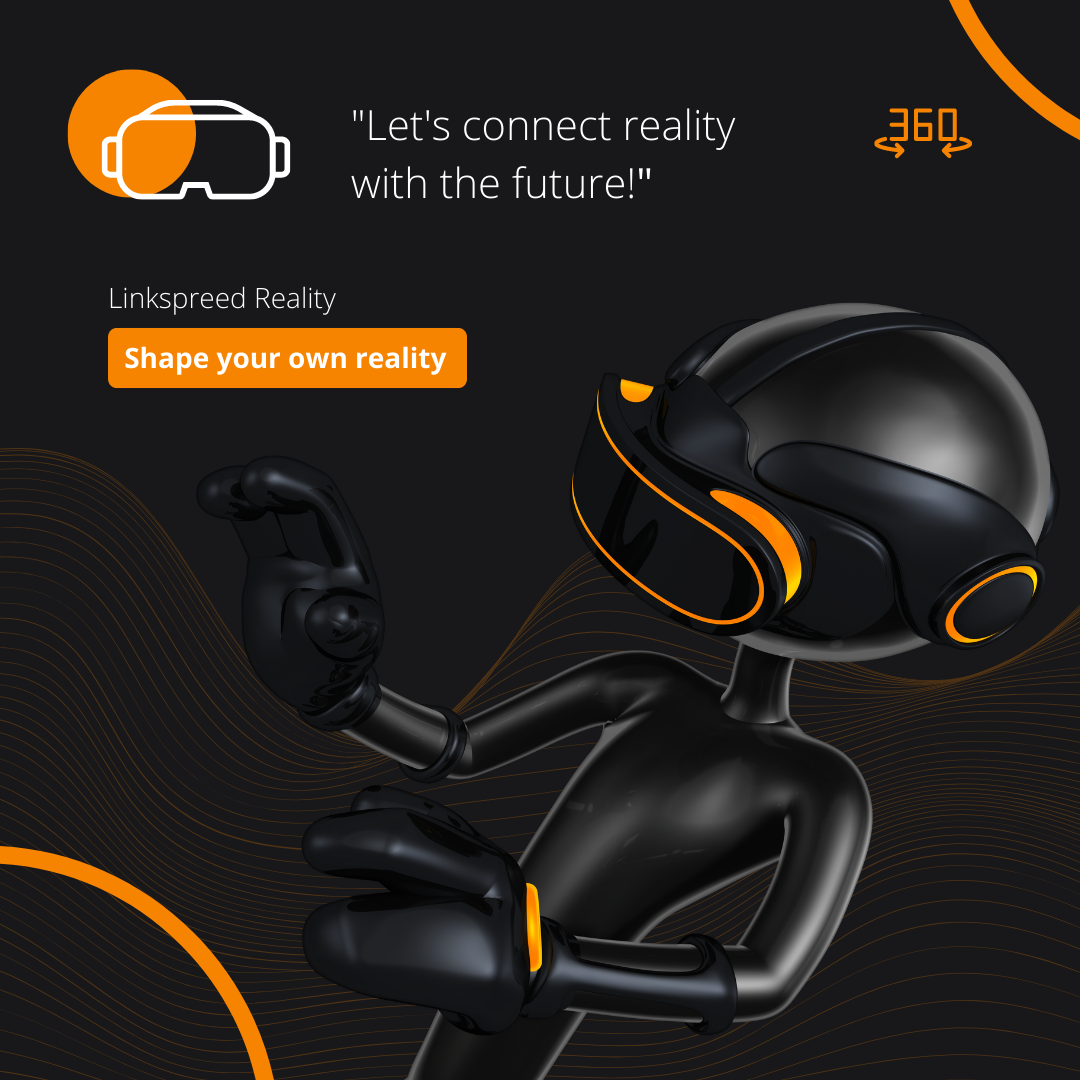 "Let's connect reality
with the future!"
360
Linkspreed Reality
Shape your own reality